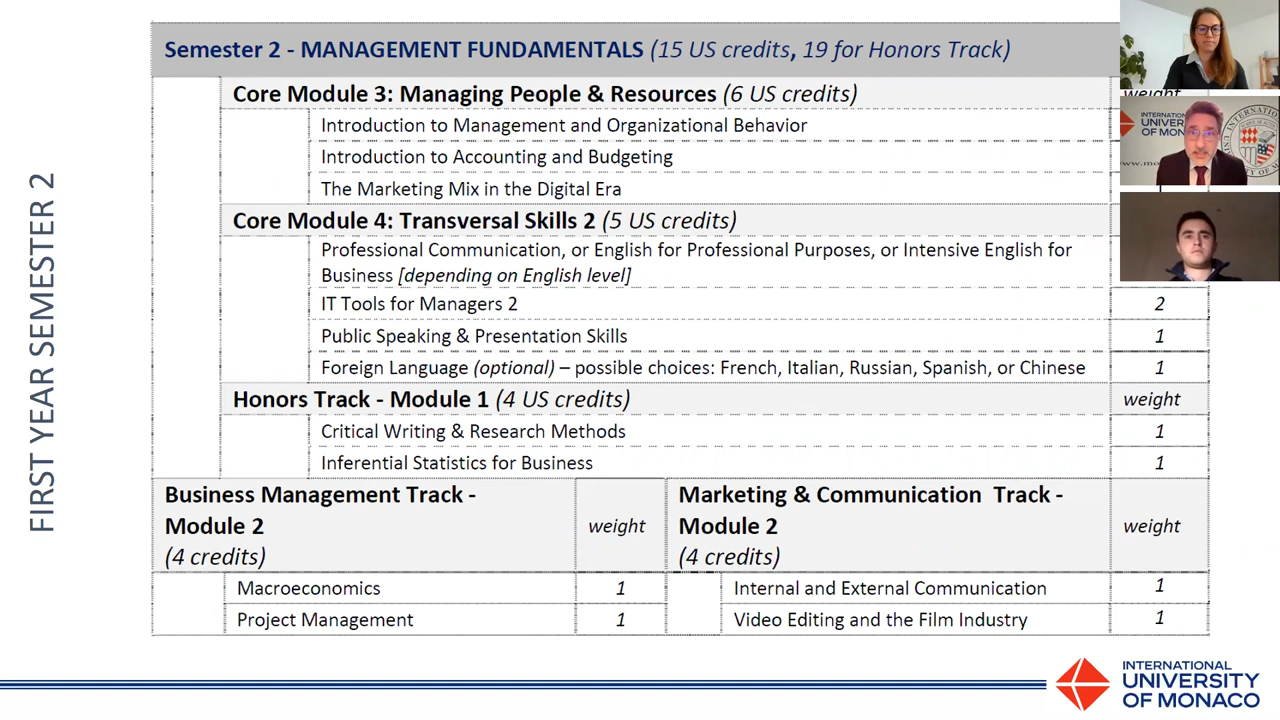 FIRST YEAR SEMESTER 2
Semester 2 - MANAGEMENT FUNDAMENTALS (15 US credits, 19 for Honors Track)
Core Module 3: Managing People & Resources (6 US credits)
weight
Introduction to Management and Organizational Behavior
Introduction to Accounting and Budgeting
The Marketing Mix in the Digital Era
Core Module 4: Transversal Skills 2 (5 US credits)
Professional Communication, or English for Professional Purposes, or Intensive English for
Business [depending on English level]
IT Tools for Managers 2
2
Public Speaking & Presentation Skills
1
Foreign Language (optional) – possible choices: French, Italian, Russian, Spanish, or Chinese
1
Honors Track - Module 1 (4 US credits)
weight
Critical Writing & Research Methods
1
Inferential Statistics for Business
1
Business Management Track -
Module 2
(4 credits)
weight
Marketing & Communication Track -
Module 2
(4 credits)
weight
Macroeconomics
1
Internal and External Communication
1
Project Management
1
Video Editing and the Film Industry
1
INTERNATIONAL
UNIVERSITY
OF MONACO